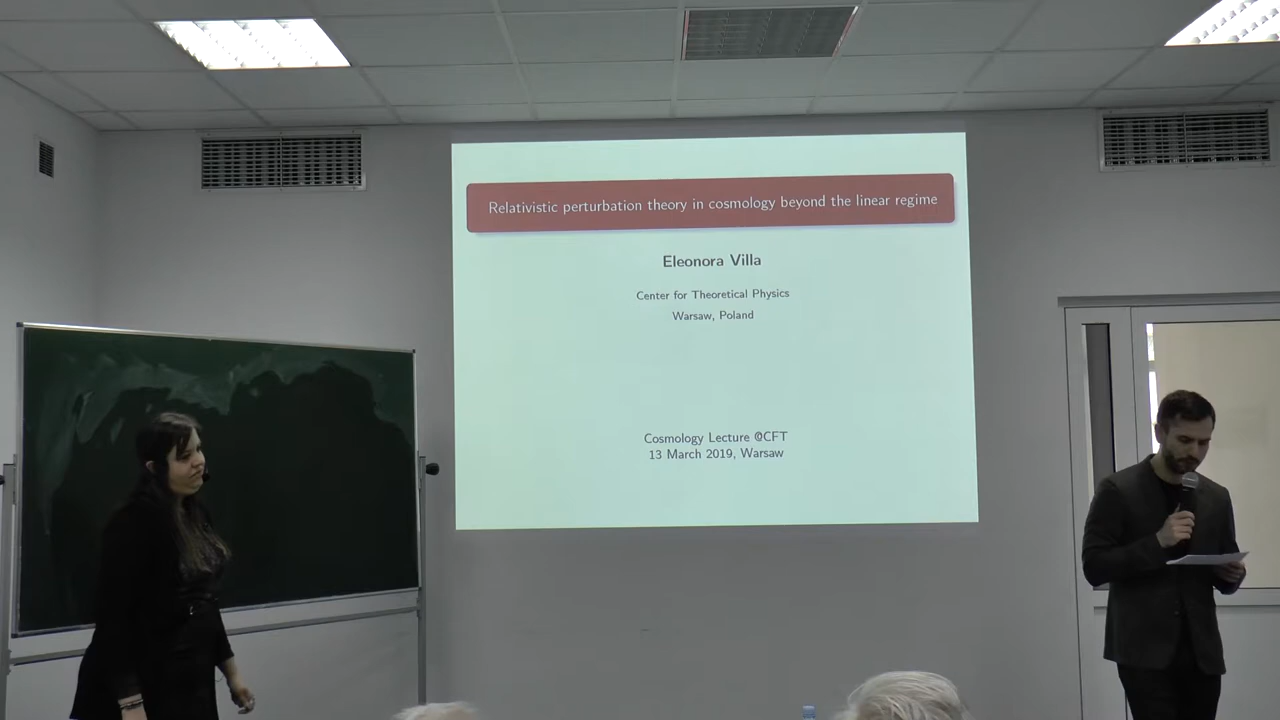 Relativistic perturbation theory in cosmology beyond the linear regime
Eleonora Villa
Center for Theoretical Physics
Warsaw, Poland
Cosmology Lecture @CFT
13 March 2019, Warsaw